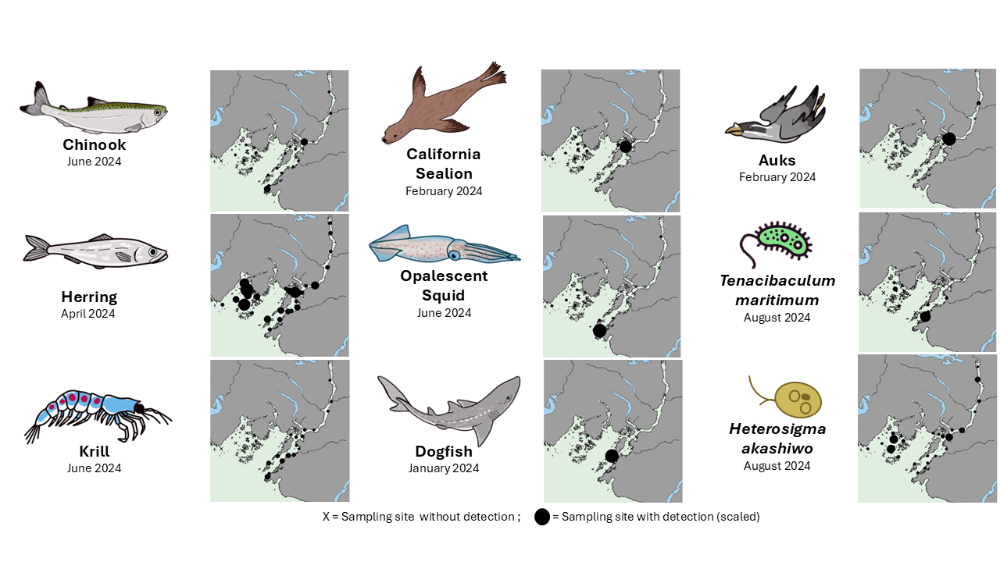 Chinook
June 2024
California
Sealion
February 2024
Auks
February 2024
Herring
April 2024
Opalescent
Squid
June 2024
Tenacibaculum
maritimum
August 2024
Krill
June 2024
Dogfish
January 2024
Heterosigma
akashiwo
August 2024
X = Sampling site without detection ; = Sampling site with detection (scaled)